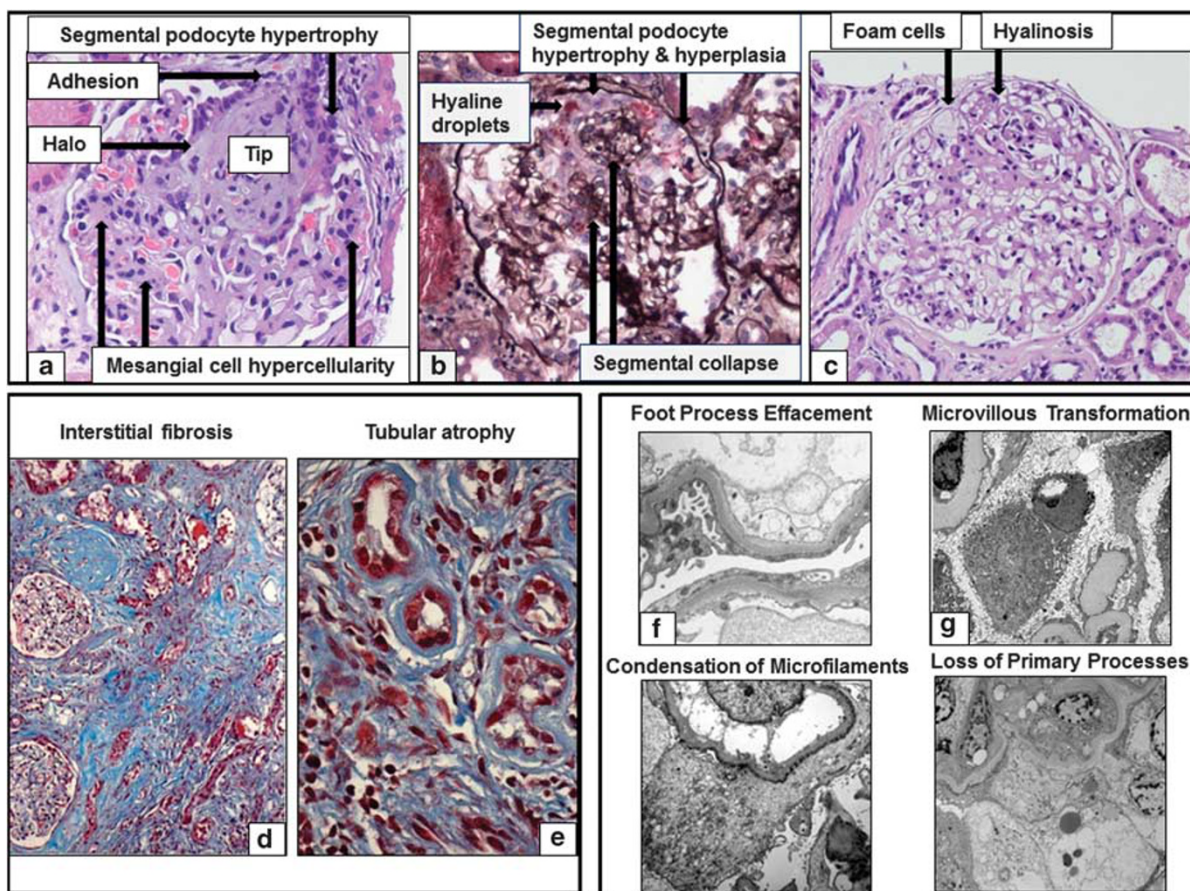 Segmental podocyte hypertrophy
Adhesion
Halo
Tip
Mesangial cell hypercellularity
a
Segmental podocyte
hypertrophy & hyperplasia
Hyaline
droplets
Segmental collapse
b
Foam cells
Hyalinosis
c
Interstitial fibrosis
d
Tubular atrophy
e
Foot Process Effacement
f
Microvillous Transformation
g
Condensation of Microfilaments
Loss of Primary Processes